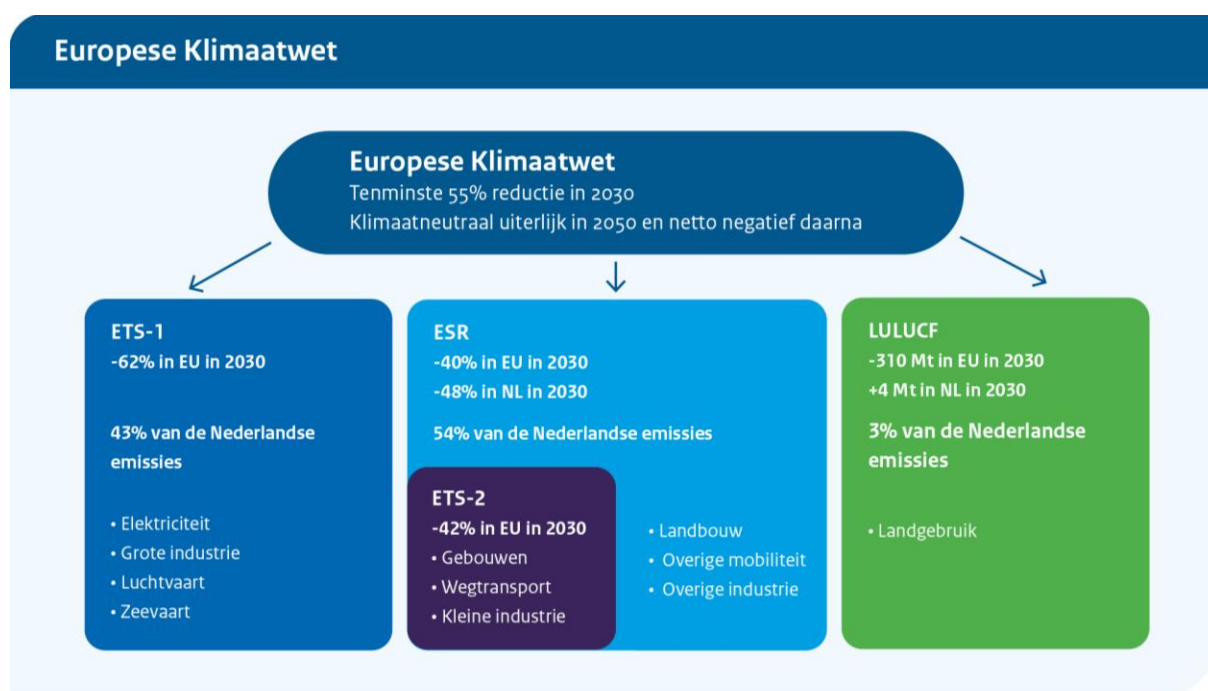 Europese Klimaatwet
Europese Klimaatwet
Tenminste 55% reductie in 2030
Klimaatneutraal uiterlijk in 2050 en netto negatief daarna
ETS-1
-62% in EU in 2030
43% van de Nederlandse
emissies
• Elektriciteit
• Grote industrie
• Luchtvaart
• Zeevaart
ESR
-40% in EU in 2030
-48% in NL in 2030
54% van de Nederlandse emissies
ETS-2
-42% in EU in 2030
• Gebouwen
• Wegtransport
• Kleine industrie
• Landbouw
• Overige mobiliteit
• Overige industrie
LULUCF
-310 Mt in EU in 2030
+4 Mt in NL in 2030
3% van de Nederlandse
emissies
• Landgebruik